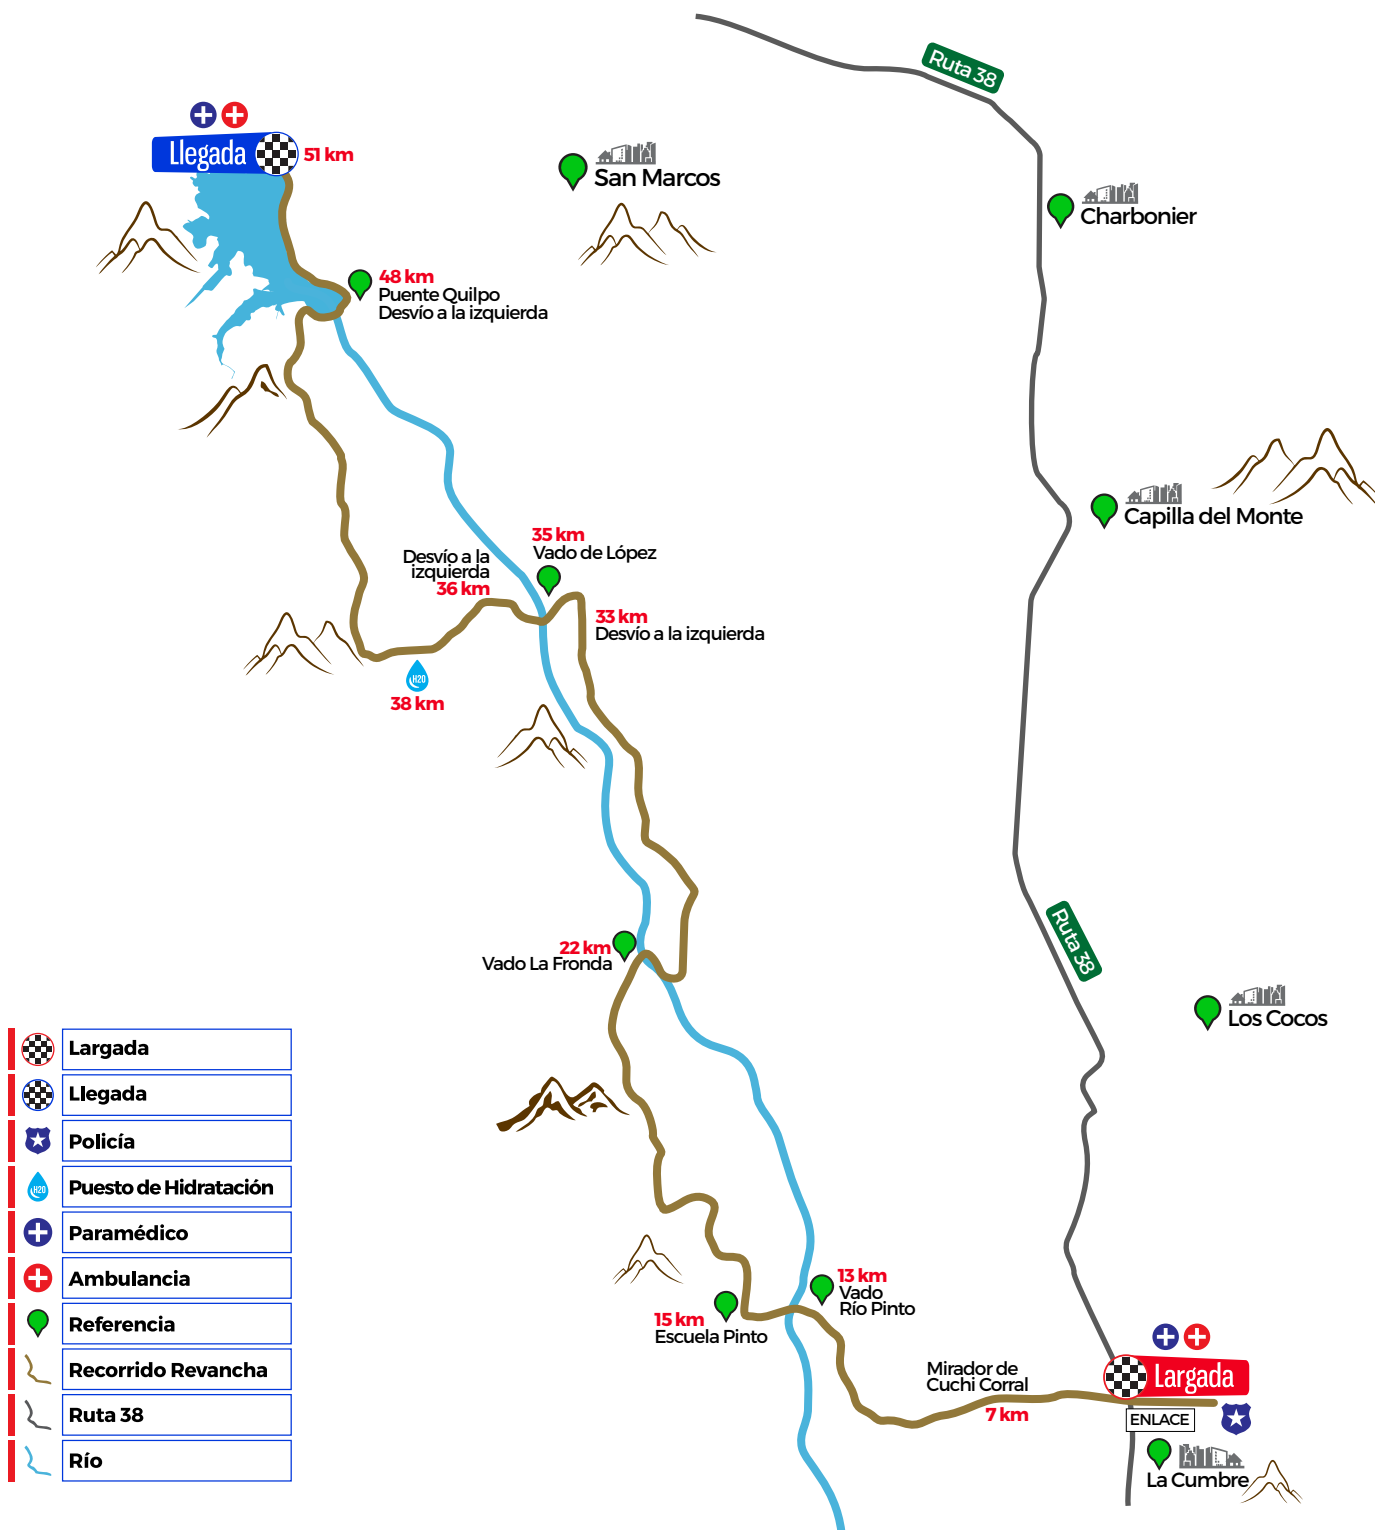 Ruta 38
Llegada
51 km
San Marcos
Charbonier
48 km
Puente Quilpo
Desvío a la izquierda
Capilla del Monte
35 km
Vado de López
Desvío a la
izquierda
36 km
33 km
Desvío a la izquierda
H2O
38 km
Ruta 38
22 km
Vado La Fronda
Los Cocos
Largada
Llegada
Policía
H2O
Puesto de Hidratación
Paramédico
Ambulancia
Referencia
Recorrido Revancha
Ruta 38
Río
13 km
Vado
Río Pinto
15 km
Escuela Pinto
Mirador de
Cuchi Corral
7 km
Largada
ENLACE
La Cumbre